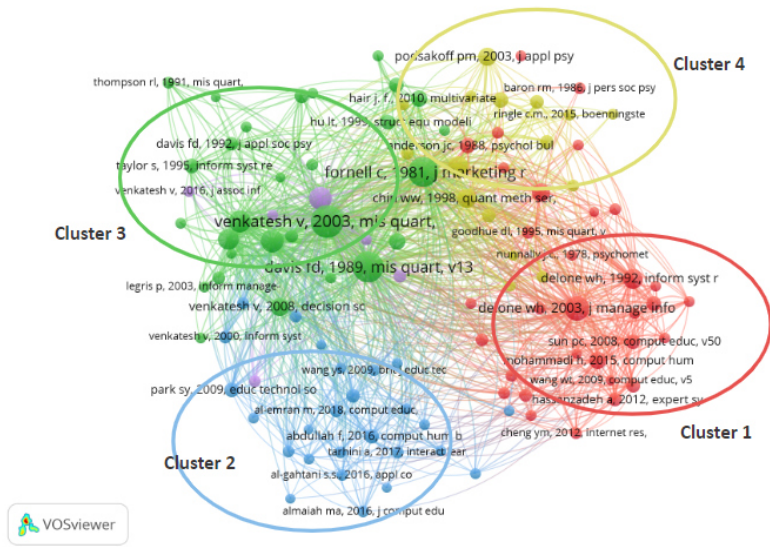 podsakoff pm, 2003, j appl psy
Cluster 4
thompson rl, 1991, mis quart,
baron rm, 1986, j pers soc psy
hair j. f., 2010, multivariate
ringle c.m., 2015, boenningste
hu lt, 1999, struct equ modeli
davis fd, 1992, j appl soc psy
anderson jc, 1988, psychol bul
taylor s, 1995, inform syst re
fornell c, 1981, j marketing r
venkatesh v, 2016, j assoc inf
chin ww, 1998, quant meth ser,
venkatesh v, 2003, mis quart,
Cluster 3
goodhue dl, 1995, mis quart, v
nunnally j.c., 1978, psychomet
davis fd, 1989, mis quart, v13
delone wh, 1992, inform syst r
legris p, 2003, inform manage-
venkatesh v, 2008, decision sc
delone wh, 2003, j manage info
venkatesh v, 2000, inform syst
sun pc, 2008, comput educ, v50
mohammadi h, 2015, comput hum
wang ys, 2009, brit j educ tec
wang wt, 2009, comput educ, v5
park sy, 2009, educ technol so
hassanzadeh a, 2012, expert sy
al-emran m, 2018, comput educ,
cheng ym, 2012, internet res,
Cluster 1
abdullah f, 2016, comput hum b
tarhini a, 2017, interact lear
Cluster 2
al-gahtani s.s., 2016, appl co
almaiah ma, 2016, j comput edu
VOSviewer